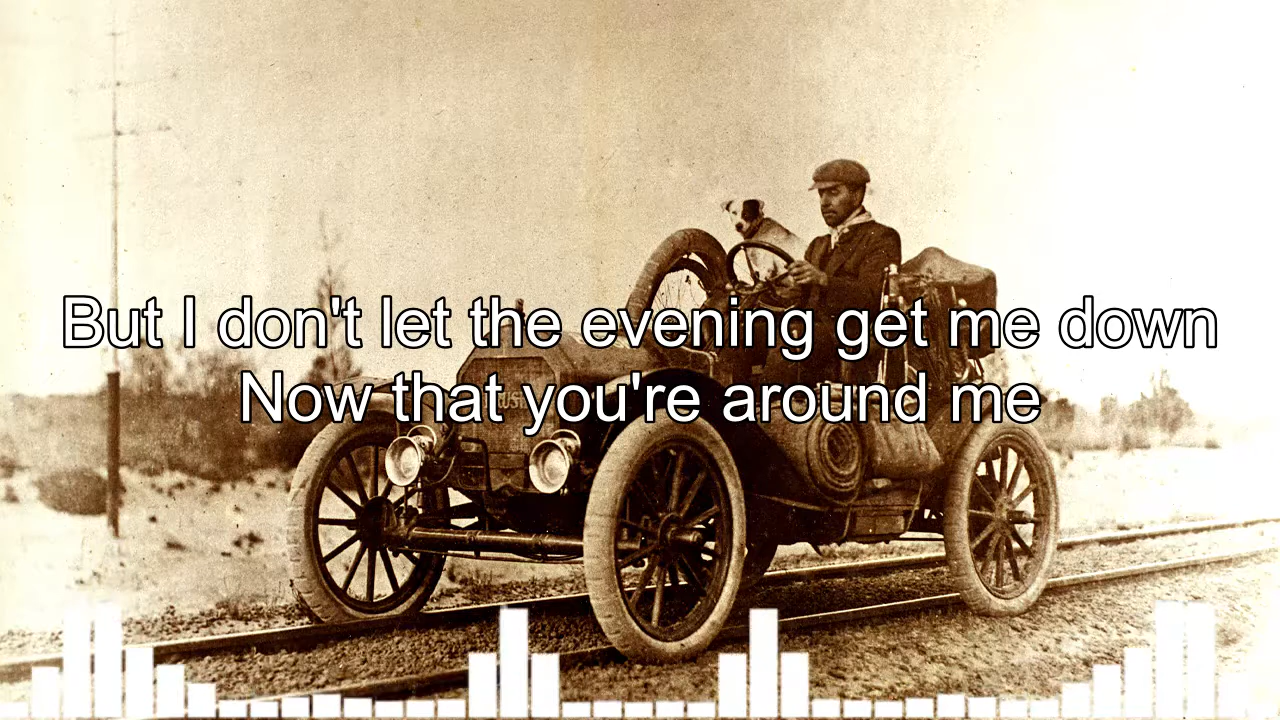 But I don't let the evening get me down
Now that you're around me